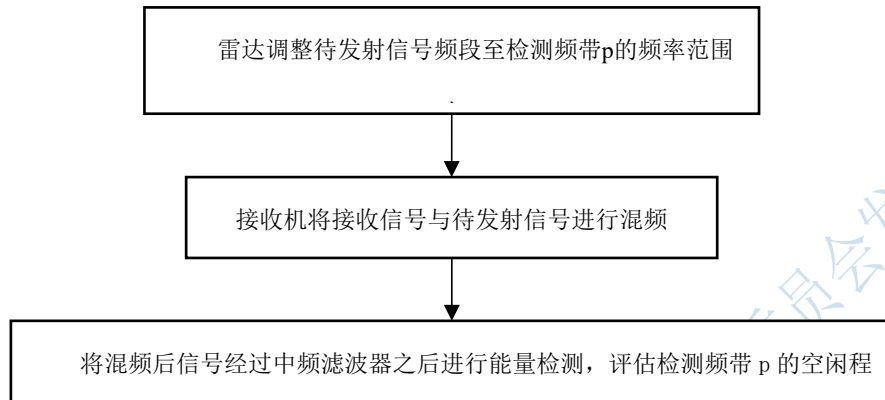 雷达调整待发射信号频段至检测频带p的频率范围
.
接收机将接收信号与待发射信号进行混频
将混频后信号经过中频滤波器之后进行能量检测，评估检测频带 p 的空闲程
员会发